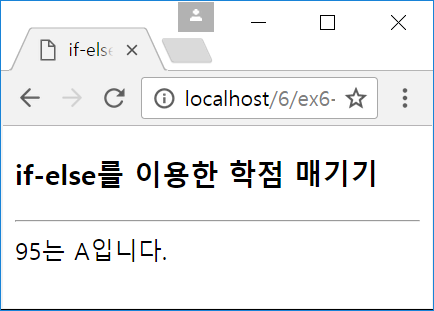 if-else
localhost/6/ex6-
if-else를 이용한 학점 매기기
95는 A입니다.